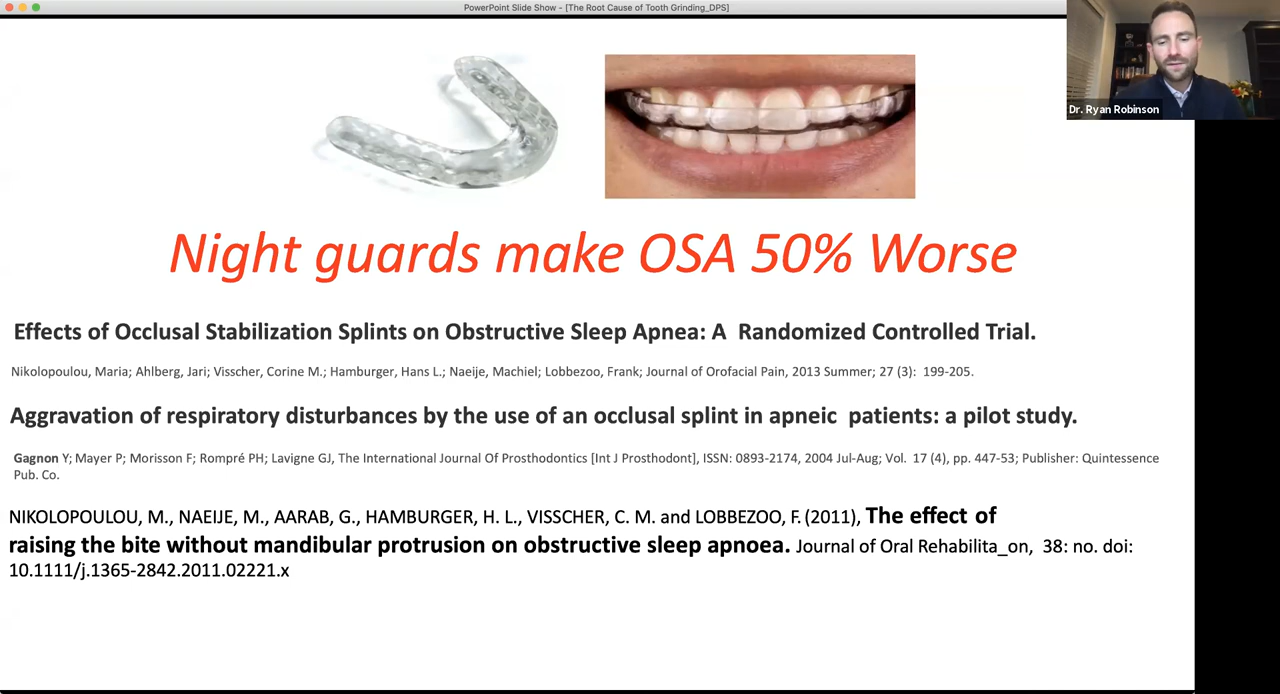 PowerPoint Slide Show - [The Root Cause of Tooth Grinding_DPS]
Dr. Ryan Robinson
Night guards make OSA 50% Worse
Effects of Occlusal Stabilization Splints on Obstructive Sleep Apnea: A Randomized Controlled Trial.
Nikolopoulou, Maria; Ahlberg, Jari; Visscher, Corine M.; Hamburger, Hans L.; Naeije, Machiel; Lobbezoo, Frank; Journal of Orofacial Pain, 2013 Summer; 27 (3): 199-205.
Aggravation of respiratory disturbances by the use of an occlusal splint in apneic patients: a pilot study.
Gagnon Y; Mayer P; Morisson F; Rompré PH; Lavigne GJ, The International Journal Of Prosthodontics [Int J Prosthodont], ISSN: 0893-2174, 2004 Jul-Aug; Vol. 17 (4), pp. 447-53; Publisher: Quintessence
Pub. Co.
NIKOLOPOULOU, M., NAEIJE, M., AARAB, G., HAMBURGER, H. L., VISSCHER, C. M. and LOBBEZOO, F. (2011), The effect of
raising the bite without mandibular protrusion on obstructive sleep apnoea. Journal of Oral Rehabilita_on, 38: no. doi:
10.1111/j.1365-2842.2011.02221.x